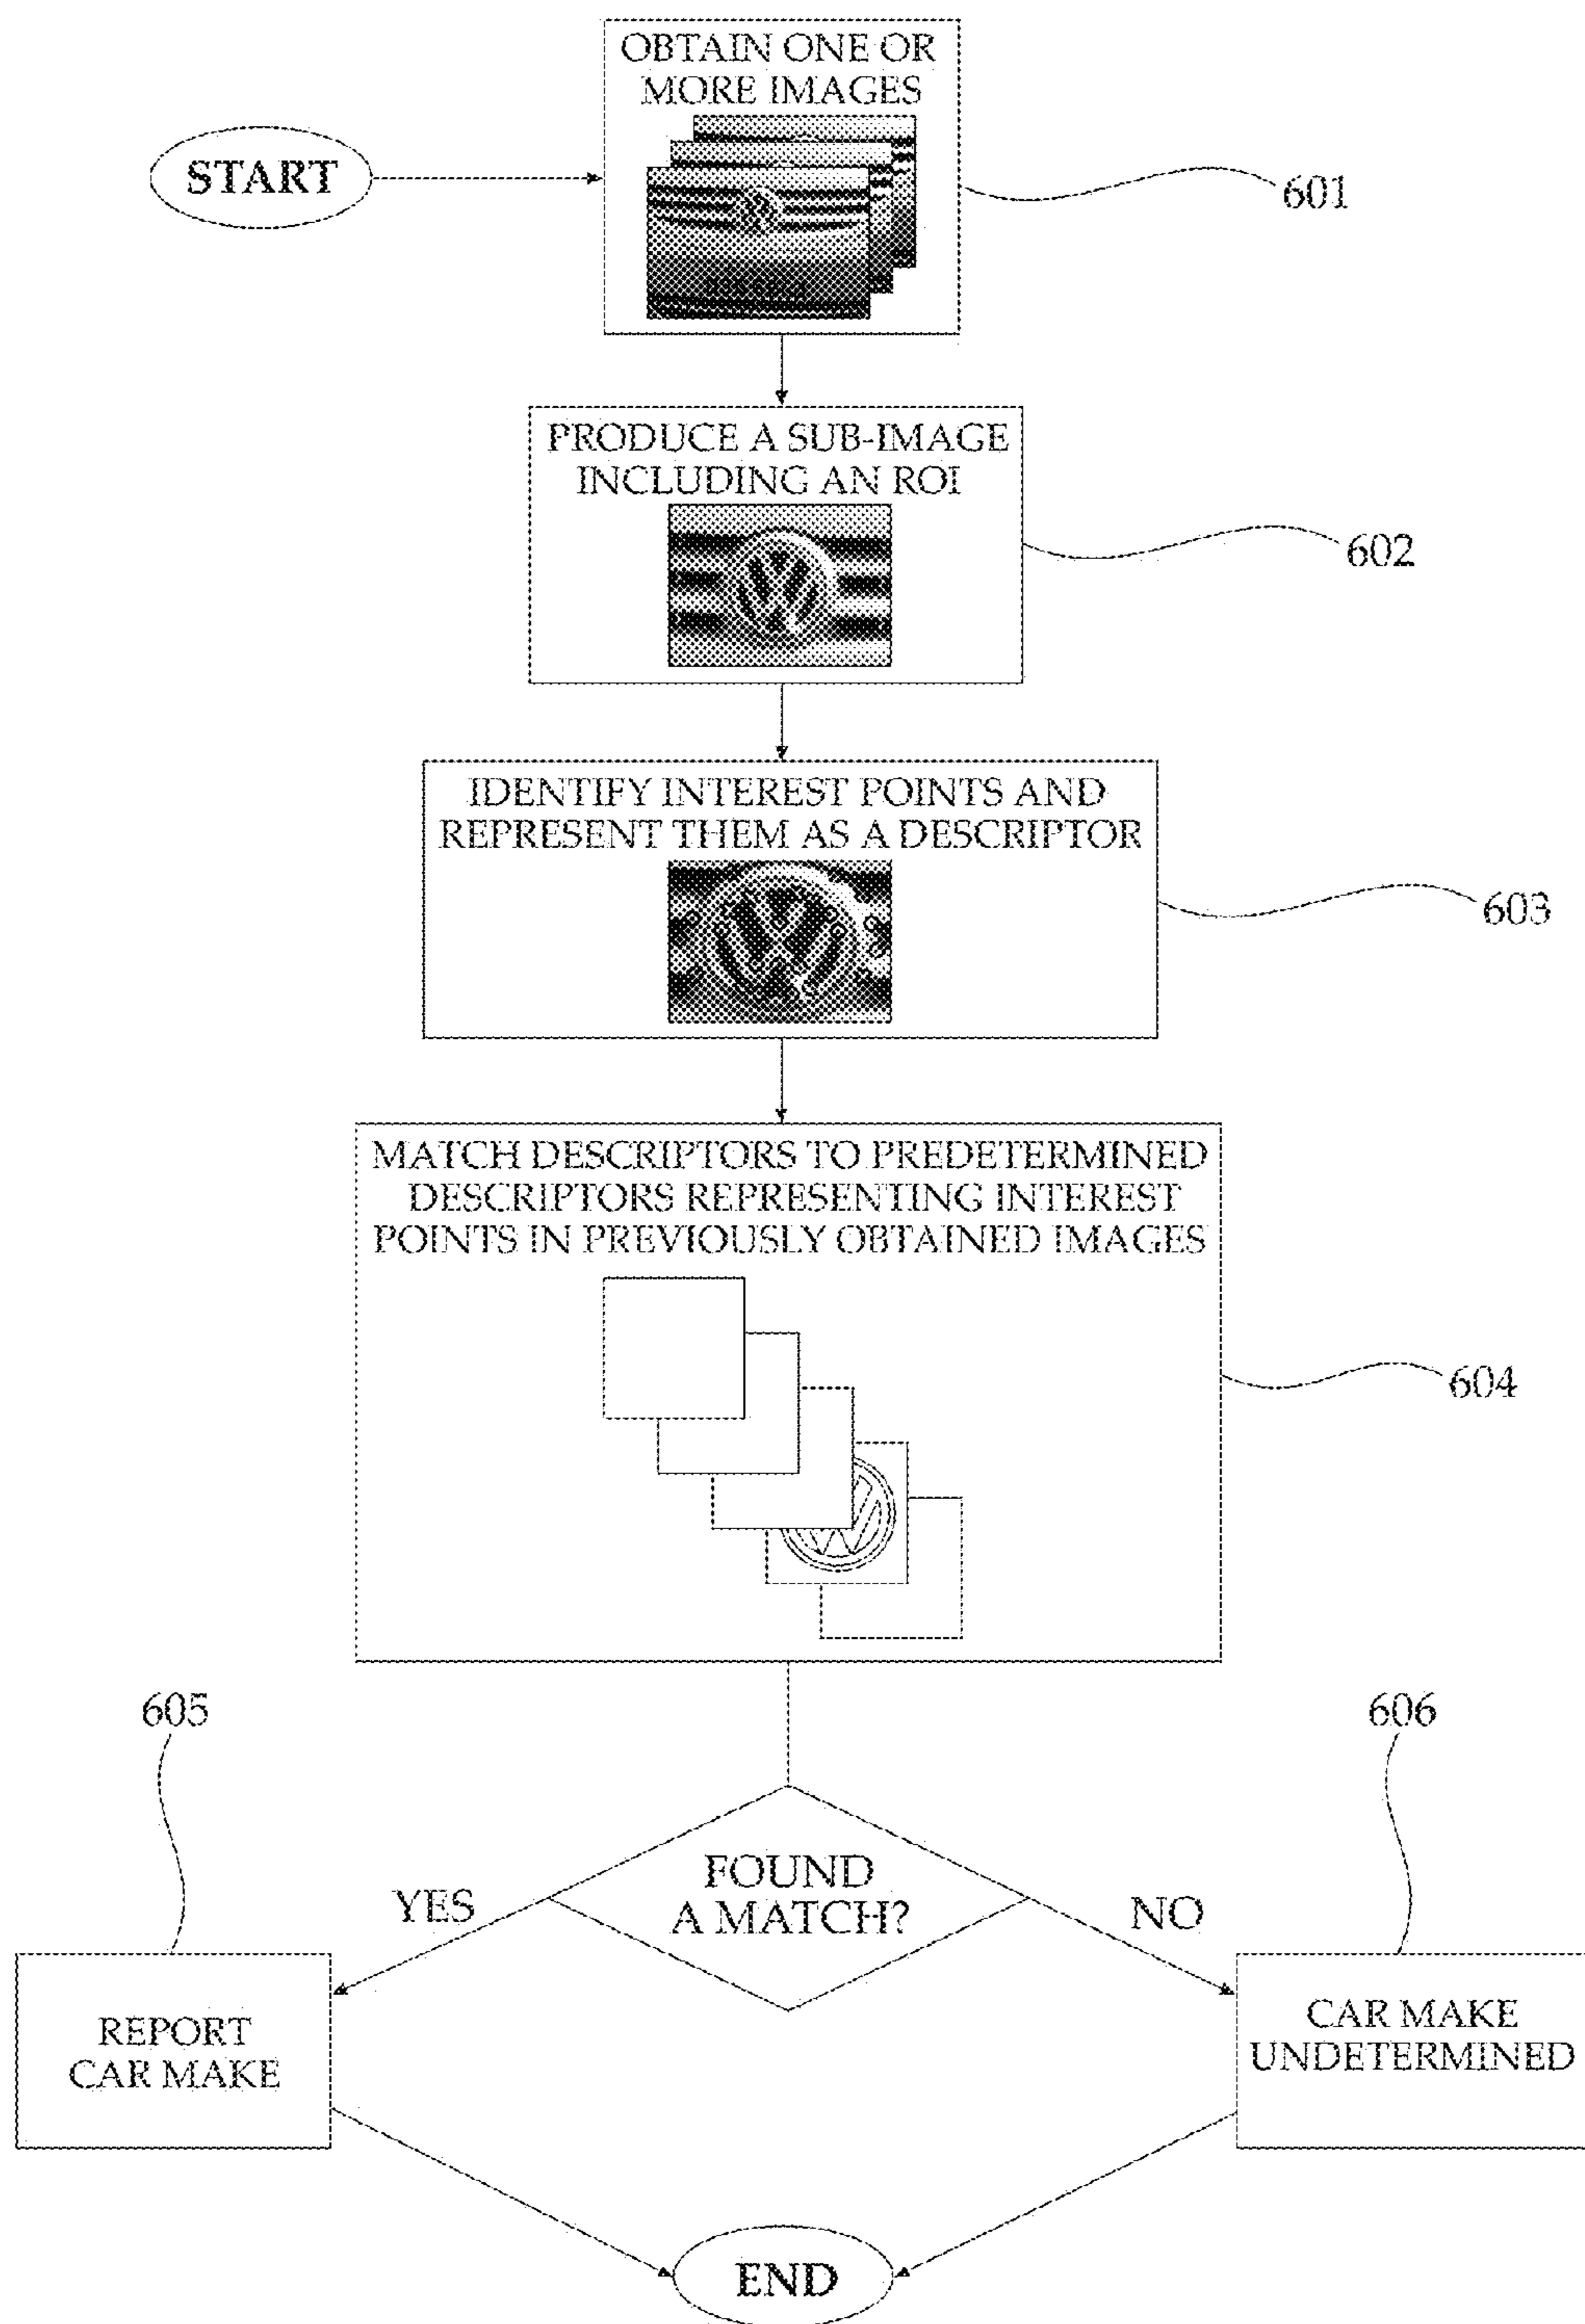 OBTAIN ONE OR
MORE IMAGES
START
601
PRODUCE A SUB-IMAGE
INCLUDING AN ROI
602
IDENTIFY INTEREST POINTS AND
REPRESENT THEM AS A DESCRIPTOR
603
MATCH DESCRIPTORS TO PREDETERMINED
DESCRIPTORS REPRESENTING INTEREST
POINTS IN PREVIOUSLY OBTAINED IMAGES
604
605
606
FOUND
A MATCH?
YES
NO
REPORT
CAR MAKE
CAR MAKE
UNDETERMINED
END